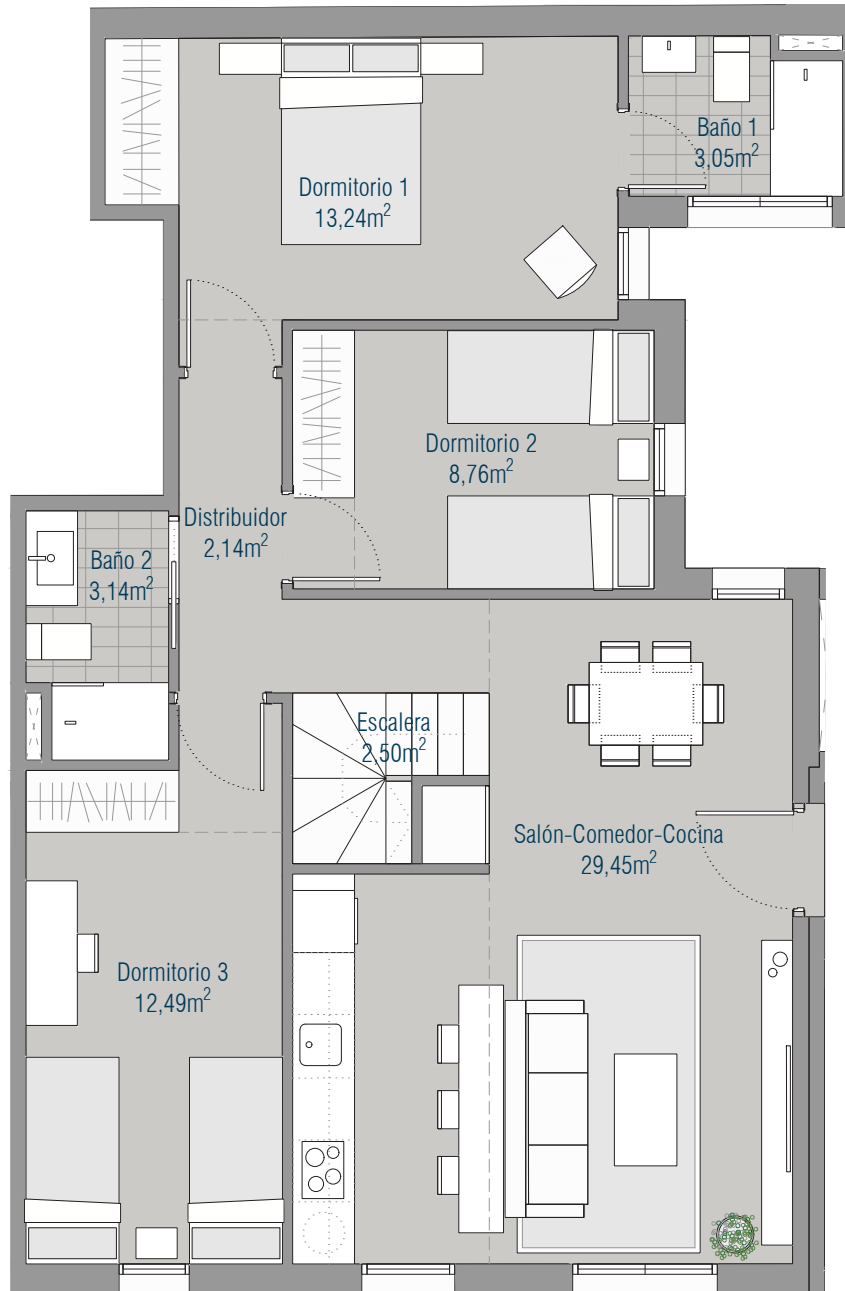 Baño 1
3,05m²
Dormitorio 1
13,24m²
Dormitorio 2
8,76m²
Distribuidor
2,14m²
Baño 2
3,14m²
Escalera
2,50m²
Salón-Comedor-Cocina
29,45m²
Dormitorio 3
12,49m²